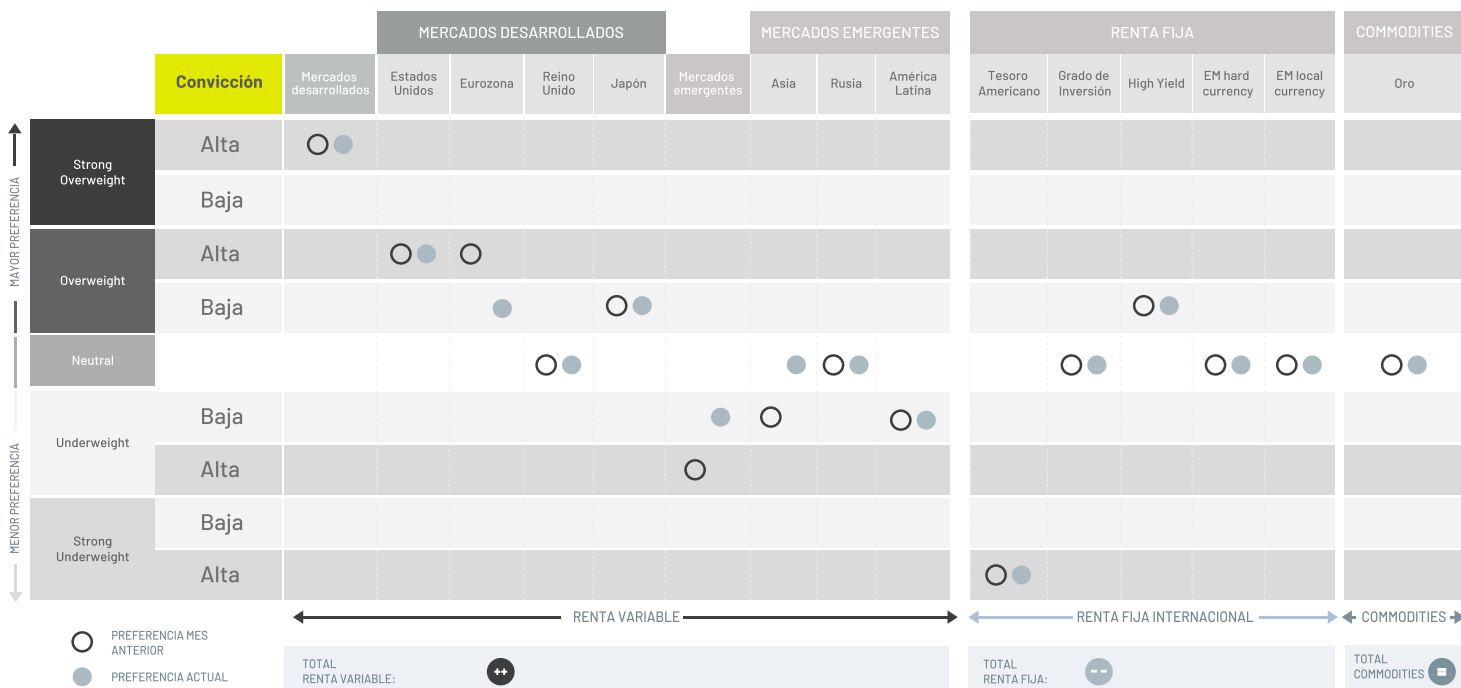 MERCADOS DESARROLLADOS
MERCADOS EMERGENTES
RENTA FIJA
COMMODITIES
Convicción
Mercados
desarrollados
Estados
Unidos
Eurozona
Reino
Unido
Japón
Mercados
emergentes
Asia
Rusia
América
Latina
Tesoro
Americano
Grado de
Inversión
High Yield
EM hard
currency
EM local
currency
Oro
MAYOR PREFERENCIA
MENOR PREFERENCIA
Strong
Overweight
Alta
Baja
Overweight
Alta
Baja
Neutral
Underweight
Baja
Alta
Strong
Underweight
Baja
Alta
RENTA VARIABLE
RENTA FIJA INTERNACIONAL
COMMODITIES
PREFERENCIA MES
ANTERIOR
PREFERENCIA ACTUAL
TOTAL
RENTA VARIABLE:
++
TOTAL
RENTA FIJA:
--
TOTAL
COMMODITIES
=